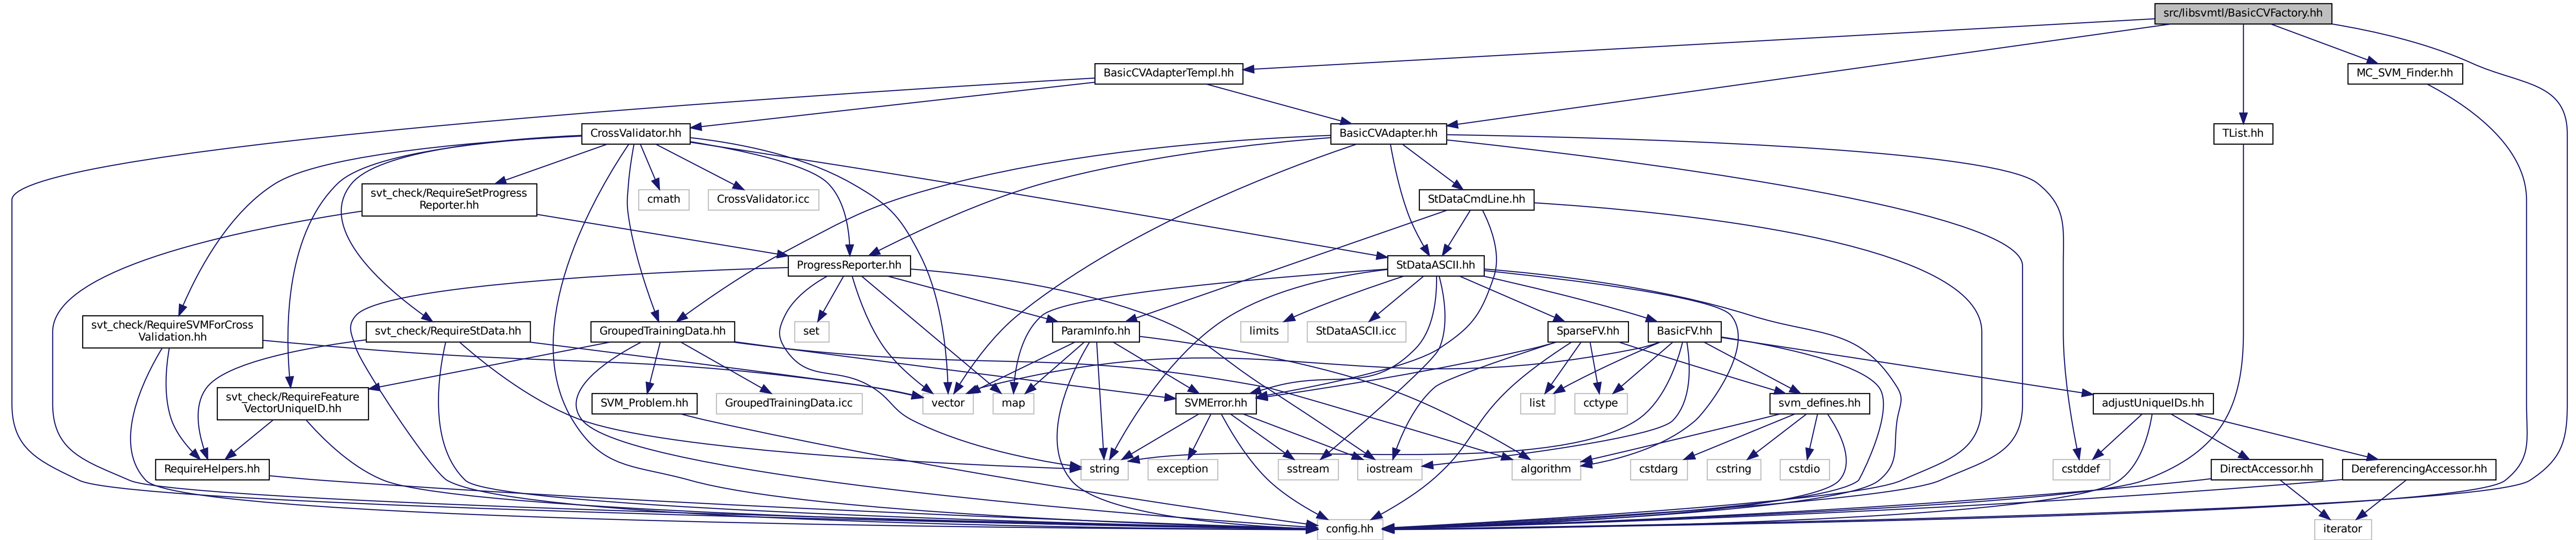 src/libsvmtl/BasicCVFactory.hh
BasicCVAdapterTempl.hh
MC_SVM_Finder.hh
CrossValidator.hh
BasicCVAdapter.hh
TList.hh
svt_check/RequireSetProgress
Reporter.hh
cmath
CrossValidator.icc
StDataCmdLine.hh
ProgressReporter.hh
StDataASCII.hh
svt_check/RequireSVMForCross
Validation.hh
svt_check/RequireStData.hh
GroupedTrainingData.hh
set
ParamInfo.hh
limits
StDataASCII.icc
SparseFV.hh
BasicFV.hh
svt_check/RequireFeature
VectorUniqueID.hh
SVM_Problem.hh
GroupedTrainingData.icc
vector
map
SVMError.hh
list
cctype
svm_defines.hh
adjustUniqueIDs.hh
RequireHelpers.hh
string
exception
sstream
iostream
algorithm
cstdarg
cstring
cstdio
cstddef
DirectAccessor.hh
DereferencingAccessor.hh
config.hh
iterator